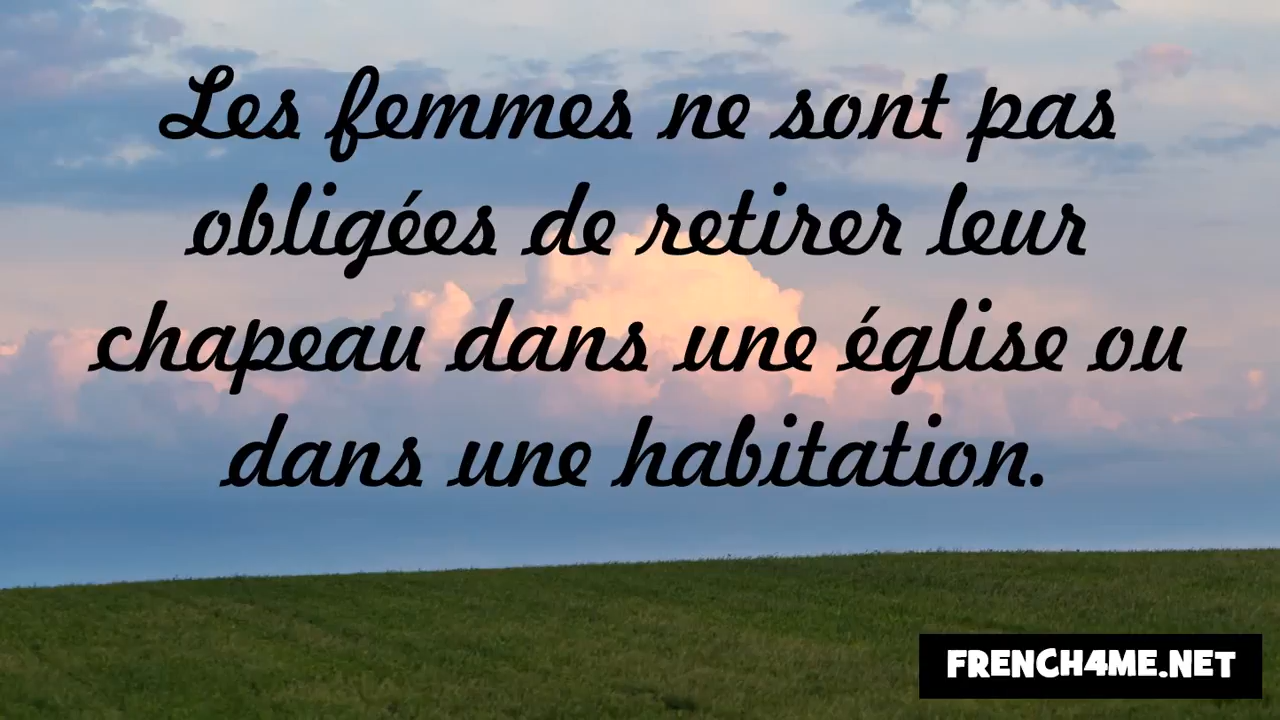 Les femmes ne sont pas
obligées de retirer leur
chapeau dans une église ou
dans une habitation.
FRENCH4ME.NET